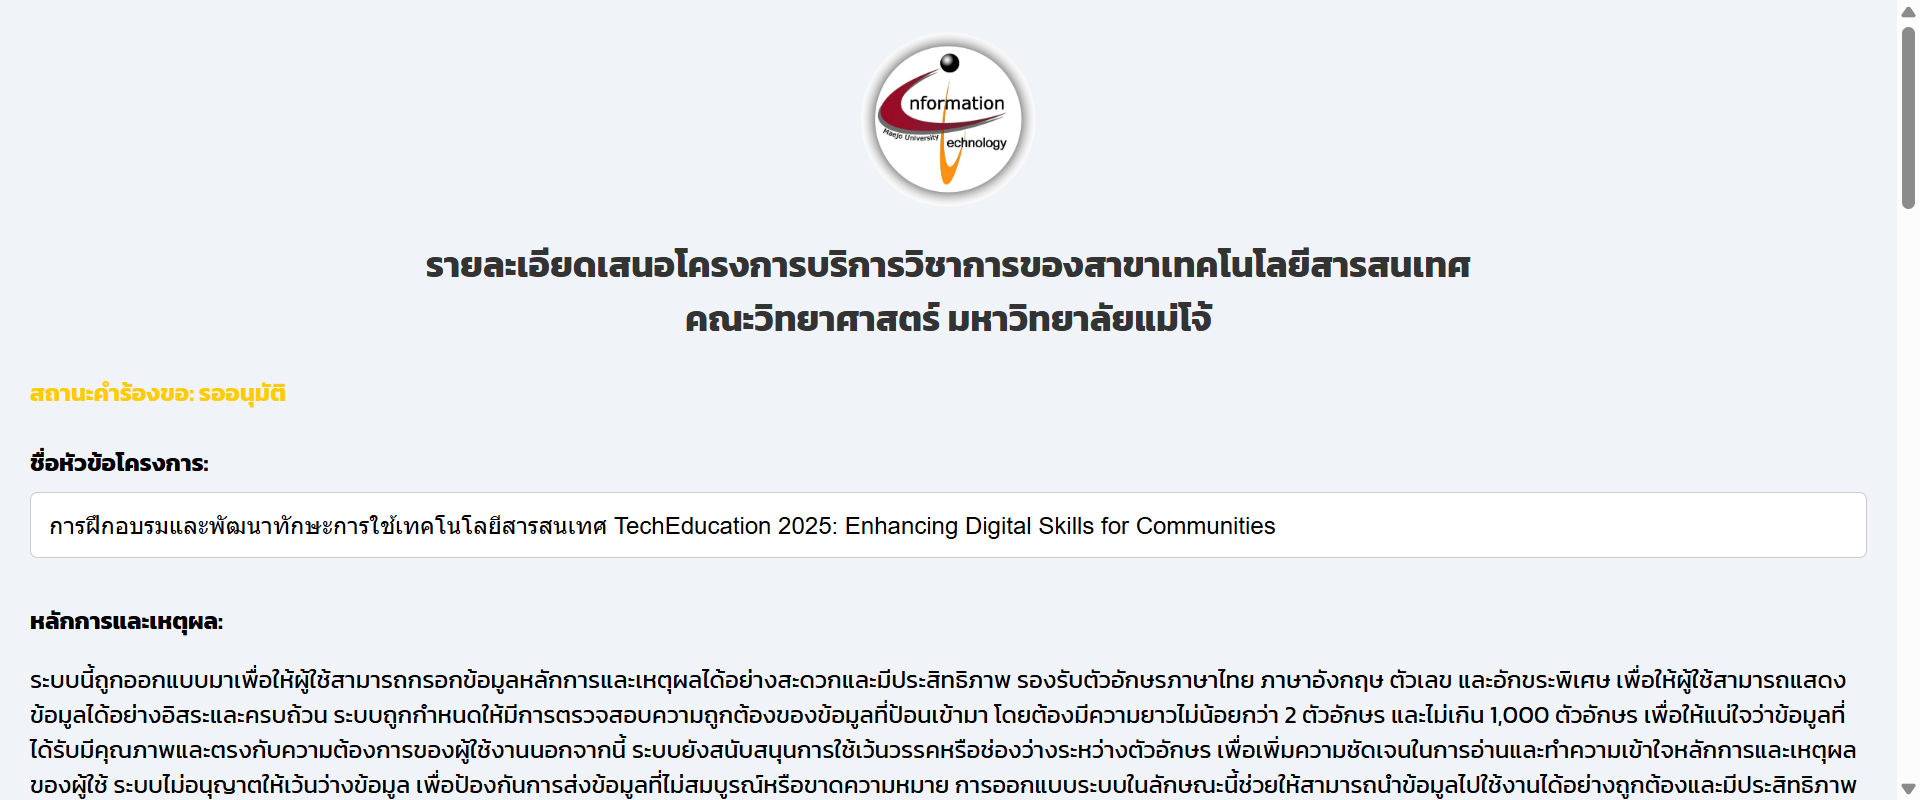 nformation
Maejo University
echnology
รายละเอียดเสนอโครงการบริการวิชาการของสาขาเทคโนโลยีสารสนเทศ
คณะวิทยาศาสตร์ มหาวิทยาลัยแม่โจ้
สถานะคำร้องขอ: รออนุมัติ
ชื่อหัวข้อโครงการ:
การฝึกอบรมและพัฒนาทักษะการใช้เทคโนโลยีสารสนเทศ TechEducation 2025: Enhancing Digital Skills for Communities
หลักการและเหตุผล:
ระบบนี้ถูกออกแบบมาเพื่อให้ผู้ใช้สามารถกรอกข้อมูลหลักการและเหตุผลได้อย่างสะดวกและมีประสิทธิภาพ รองรับตัวอักษรภาษาไทย ภาษาอังกฤษ ตัวเลข และอักขระพิเศษ เพื่อให้ผู้ใช้สามารถแสดง
ข้อมูลได้อย่างอิสระและครบถ้วน ระบบถูกกำหนดให้มีการตรวจสอบความถูกต้องของข้อมูลที่ป้อนเข้ามา โดยต้องมีความยาวไม่น้อยกว่า 2 ตัวอักษร และไม่เกิน 1,000 ตัวอักษร เพื่อให้แน่ใจว่าข้อมูลที่
ได้รับมีคุณภาพและตรงกับความต้องการของผู้ใช้งานนอกจากนี้ ระบบยังสนับสนุนการใช้เว้นวรรคหรือช่องว่างระหว่างตัวอักษร เพื่อเพิ่มความชัดเจนในการอ่านและทำความเข้าใจหลักการและเหตุผล
ของผู้ใช้ ระบบไม่อนุญาตให้เว้นว่างข้อมูล เพื่อป้องกันการส่งข้อมูลที่ไม่สมบูรณ์หรือขาดความหมาย การออกแบบระบบในลักษณะนี้ช่วยให้สามารถนำข้อมูลไปใช้งานได้อย่างถูกต้องและมีประสิทธิภาพ